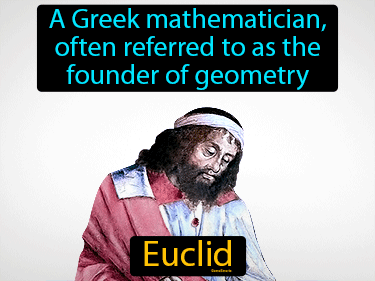 A Greek mathematician,
often referred to as the
founder of geometry
Euclid